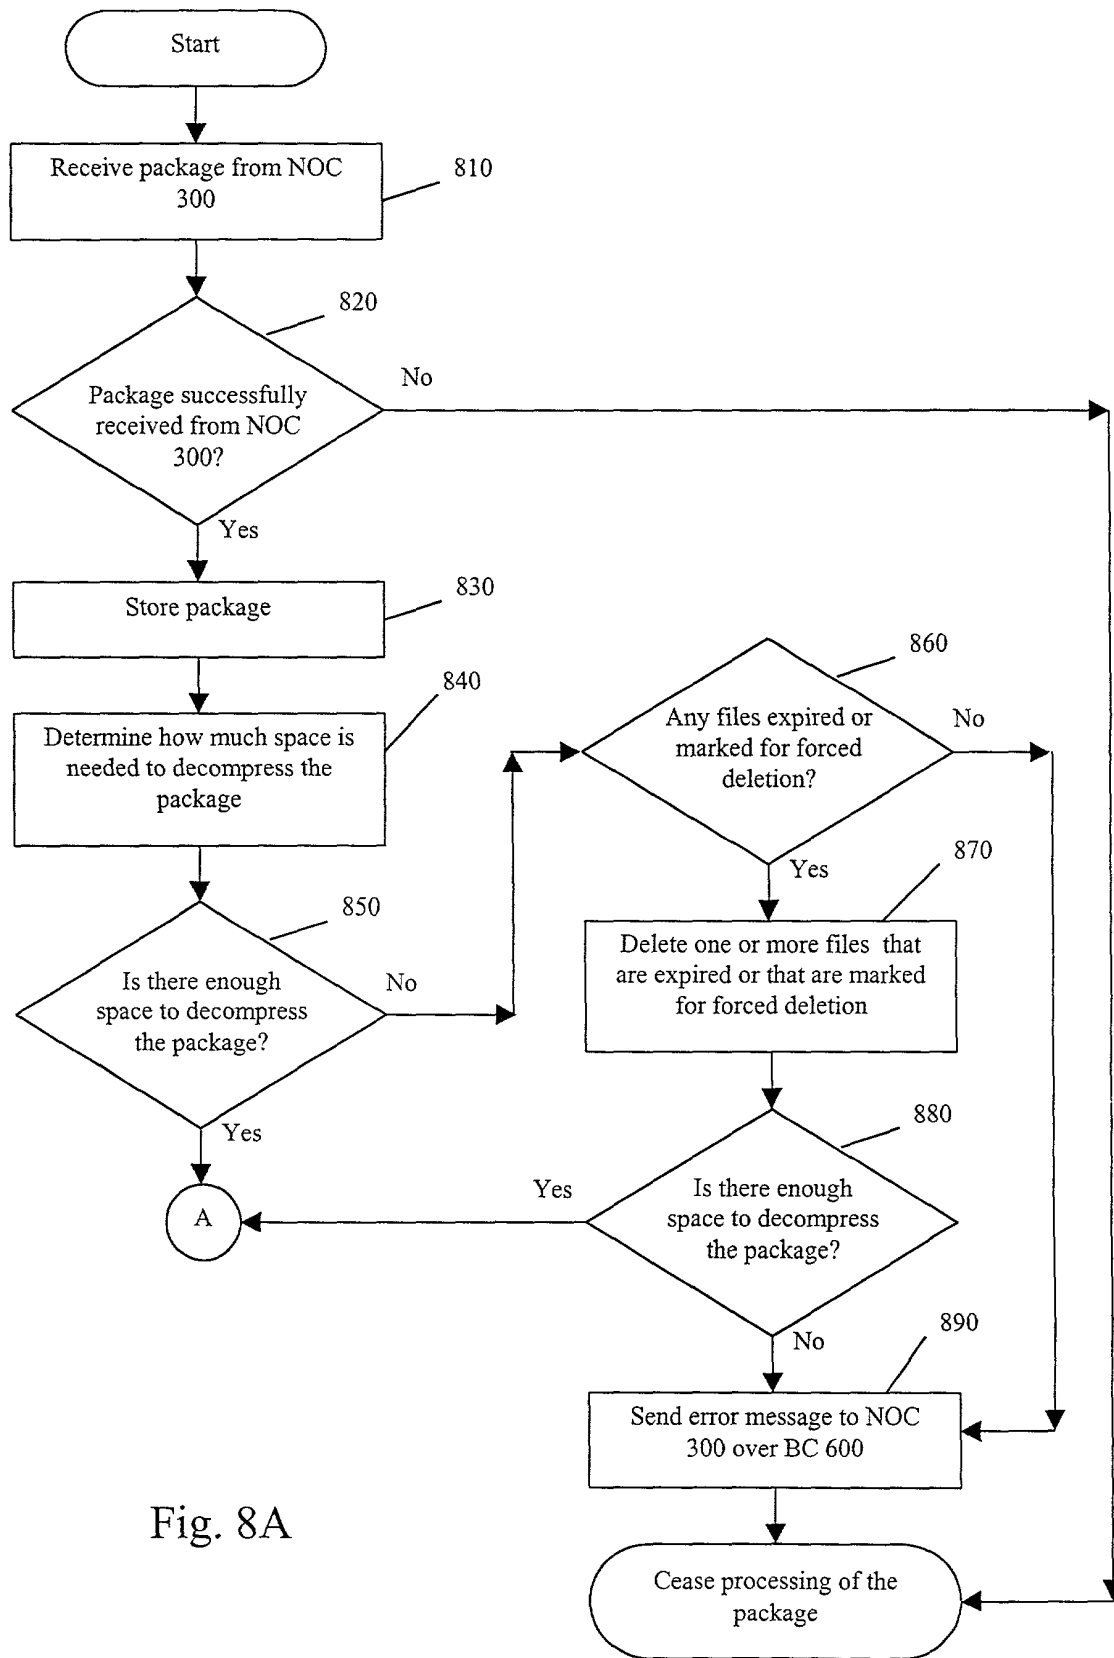 Start
Receive package from NOC
300
810
820
Package successfully
received from NOC
300?
No
Yes
Store package
830
840
Determine how much space is
needed to decompress the
package
850
Is there enough
space to decompress
the package?
No
Yes
A
860
Any files expired or
marked for forced
deletion?
No
Yes
870
Delete one or more files that
are expired or that are marked
for forced deletion
880
Is there enough
space to decompress
the package?
Yes
No
890
Send error message to NOC
300 over BC 600
Cease processing of the
package
Fig. 8A